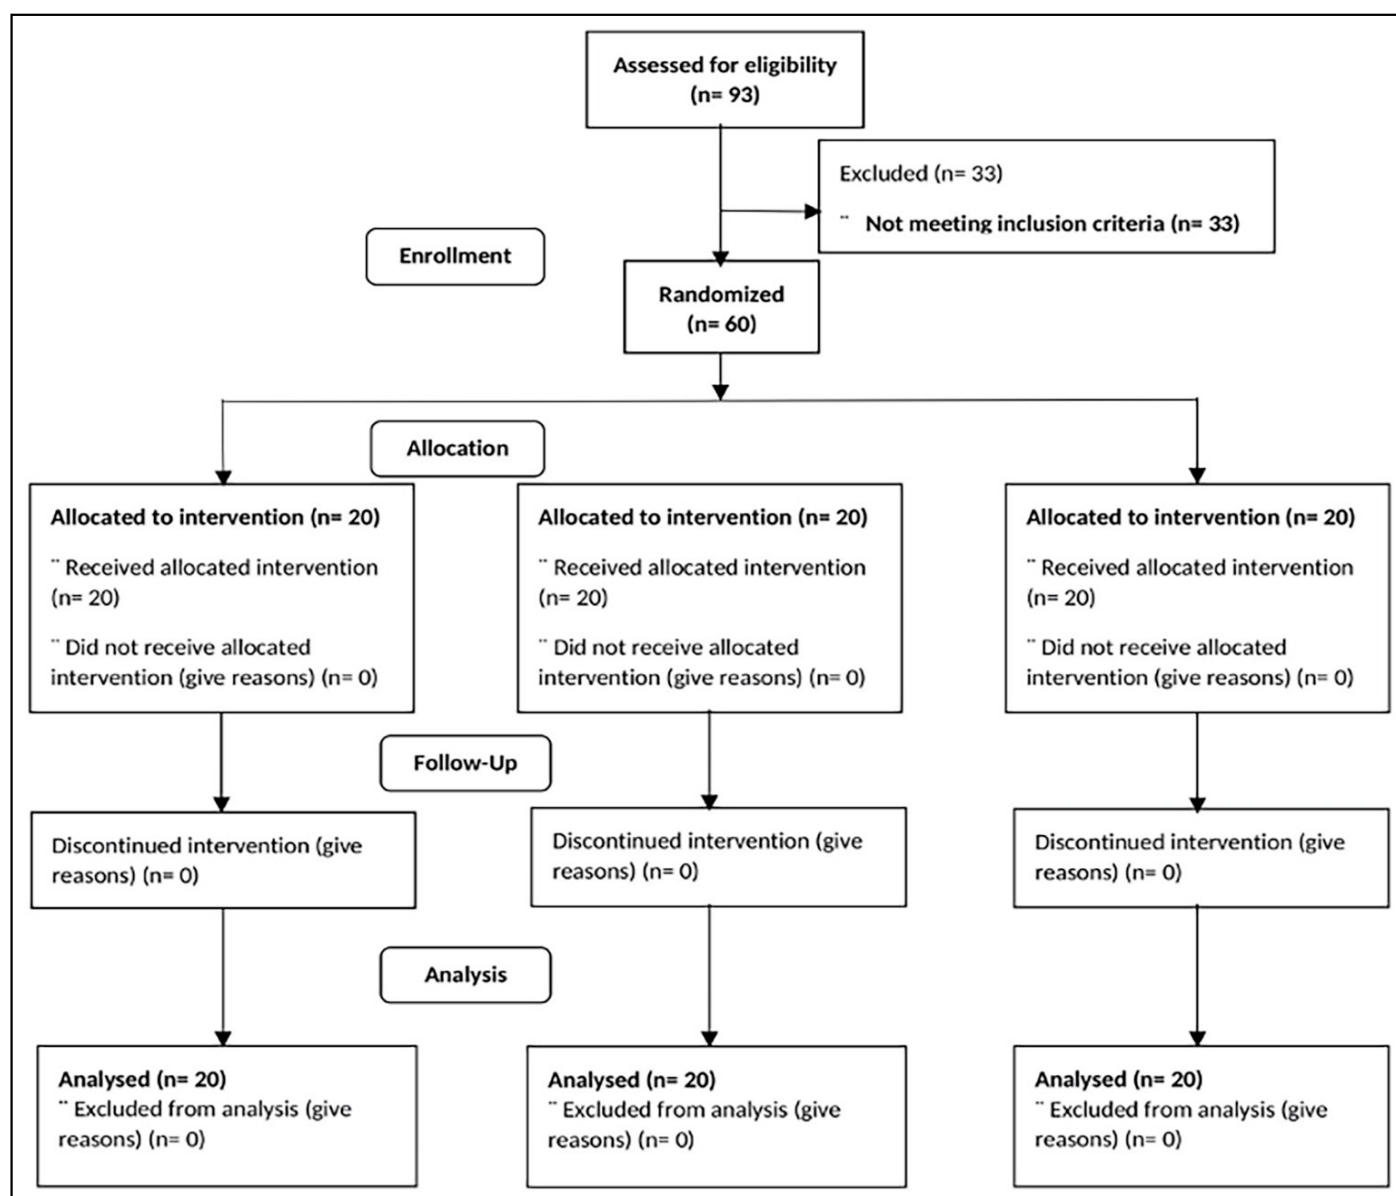 Assessed for eligibility
(n= 93)
Excluded (n= 33)
¨ Not meeting inclusion criteria (n= 33)
Enrollment
Randomized
(n= 60)
Allocation
Allocated to intervention (n= 20)
¨ Received allocated intervention
(n= 20)
¨ Did not receive allocated
intervention (give reasons) (n= 0)
Allocated to intervention (n= 20)
¨ Received allocated intervention
(n= 20)
¨ Did not receive allocated
intervention (give reasons) (n= 0)
Allocated to intervention (n= 20)
¨ Received allocated intervention
(n= 20)
¨ Did not receive allocated
intervention (give reasons) (n= 0)
Follow-Up
Discontinued intervention (give
reasons) (n= 0)
Discontinued intervention (give
reasons) (n= 0)
Discontinued intervention (give
reasons) (n= 0)
Analysis
Analysed (n= 20)
¨ Excluded from analysis (give
reasons) (n= 0)
Analysed (n= 20)
¨ Excluded from analysis (give
reasons) (n= 0)
Analysed (n= 20)
¨ Excluded from analysis (give
reasons) (n= 0)